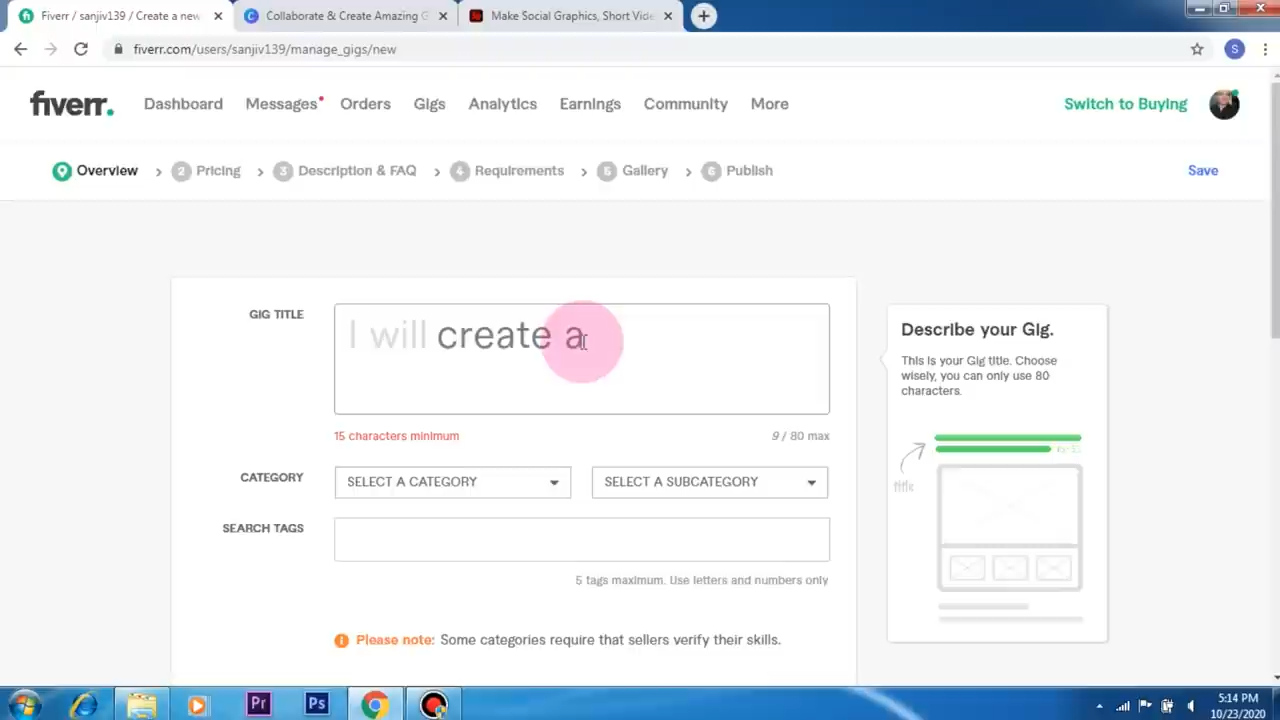 Fiverr / sanjiv139 / Create a new
Collaborate & Create Amazing G
Make Social Graphics, Short Vide
fiverr.com/users/sanjiv139/manage_gigs/new
S
fiverr.
Dashboard
Messages
Orders
Gigs
Analytics
Earnings
Community
More
Switch to Buying
Overview
2 Pricing
3 Description & FAQ
4 Requirements
5 Gallery
6 Publish
Save
GIG TITLE
I will create a
15 characters minimum
9 / 80 max
CATEGORY
SELECT A CATEGORY
SELECT A SUBCATEGORY
SEARCH TAGS
5 tags maximum. Use letters and numbers only
Please note: Some categories require that sellers verify their skills.
Describe your Gig.
This is your Gig title. Choose
wisely, you can only use 80
characters.
title
Pr
Ps
5:14 PM
10/23/2020